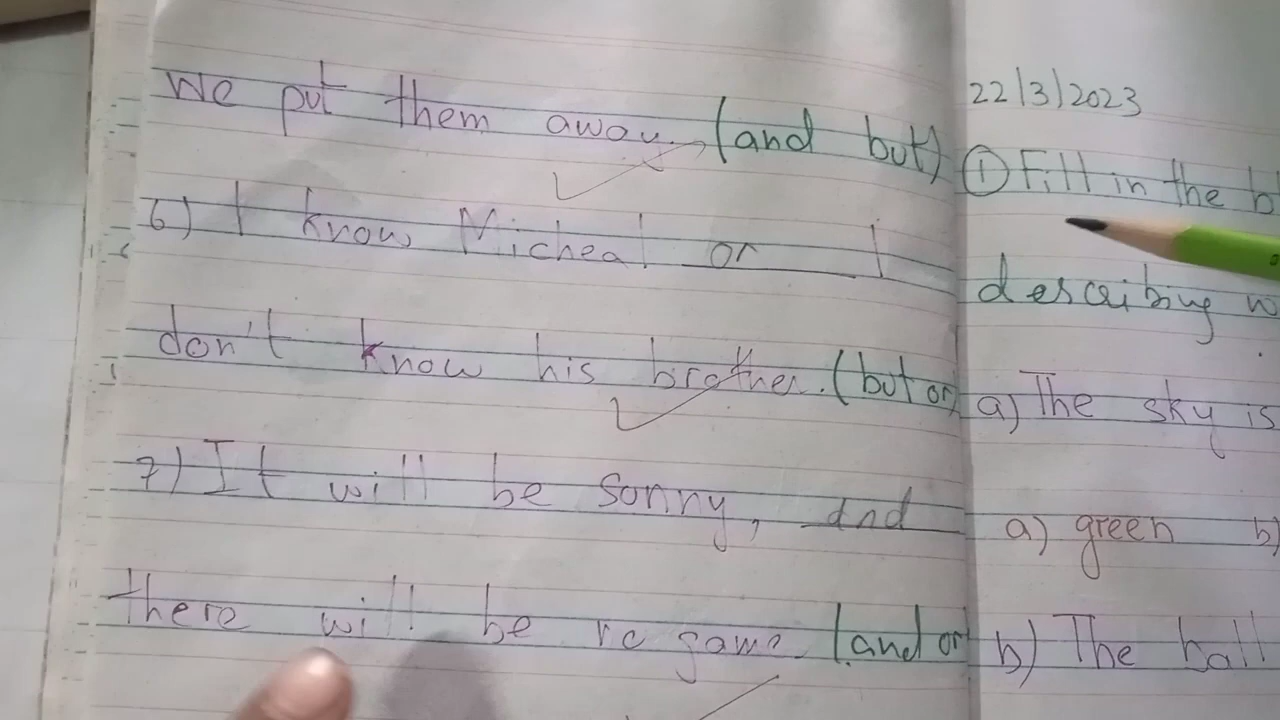 We put them away. (and but)
6) I know Micheal or I
don't know his brother. (but or
7) It will be sonny, and
there will be no game (and or
22/3/2023
① Fill in the
describing
a) The sky is
a) green b)
b) The ball